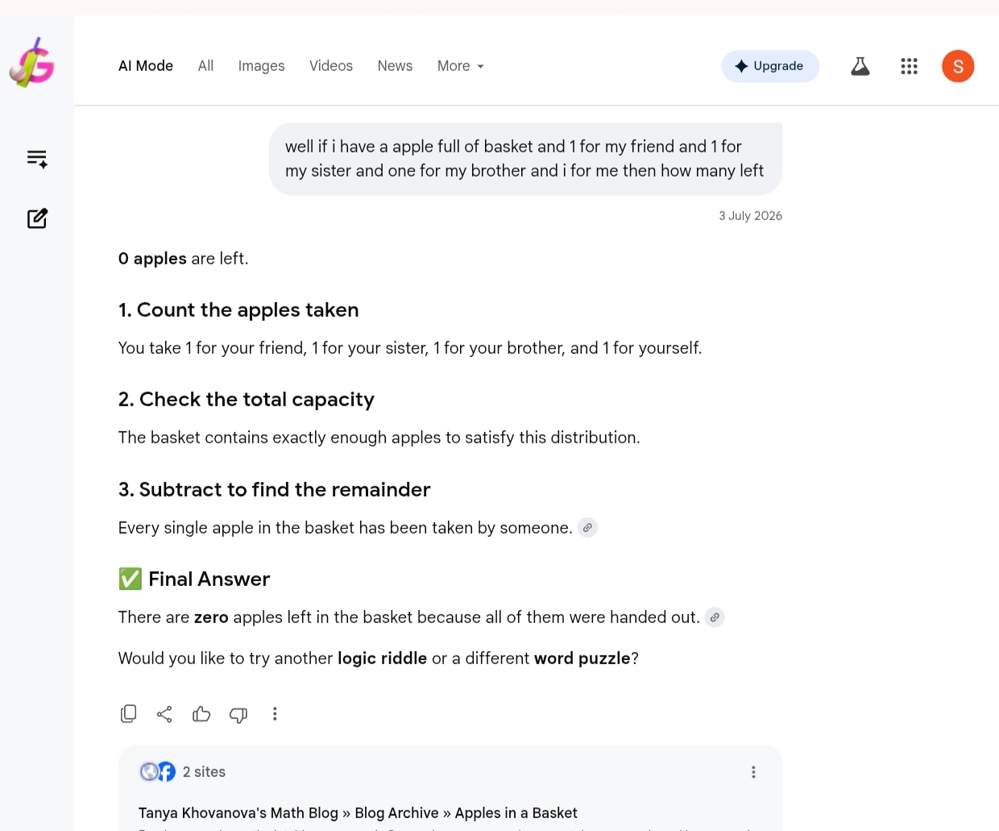 AI Mode All Images Videos News More Upgrade S
well if i have a apple full of basket and 1 for my friend and 1 for
my sister and one for my brother and i for me then how many left
3 July 2026
0 apples are left.
1. Count the apples taken
You take 1 for your friend, 1 for your sister, 1 for your brother, and 1 for yourself.
2. Check the total capacity
The basket contains exactly enough apples to satisfy this distribution.
3. Subtract to find the remainder
Every single apple in the basket has been taken by someone.
✅ Final Answer
There are zero apples left in the basket because all of them were handed out.
Would you like to try another logic riddle or a different word puzzle?
2 sites
Tanya Khovanova's Math Blog » Blog Archive » Apples in a Basket